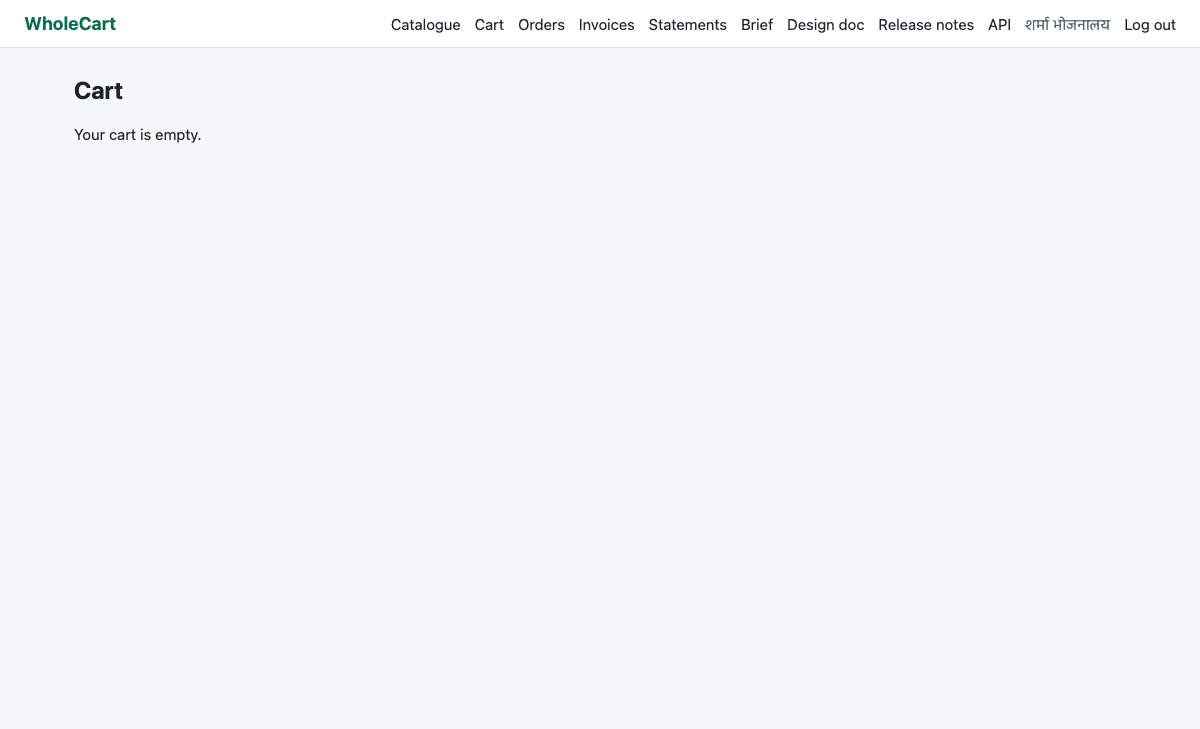 WholeCart
Catalogue Cart Orders Invoices Statements Brief Design doc Release notes API शर्मा भोजनालय Log out
Cart
Your cart is empty.